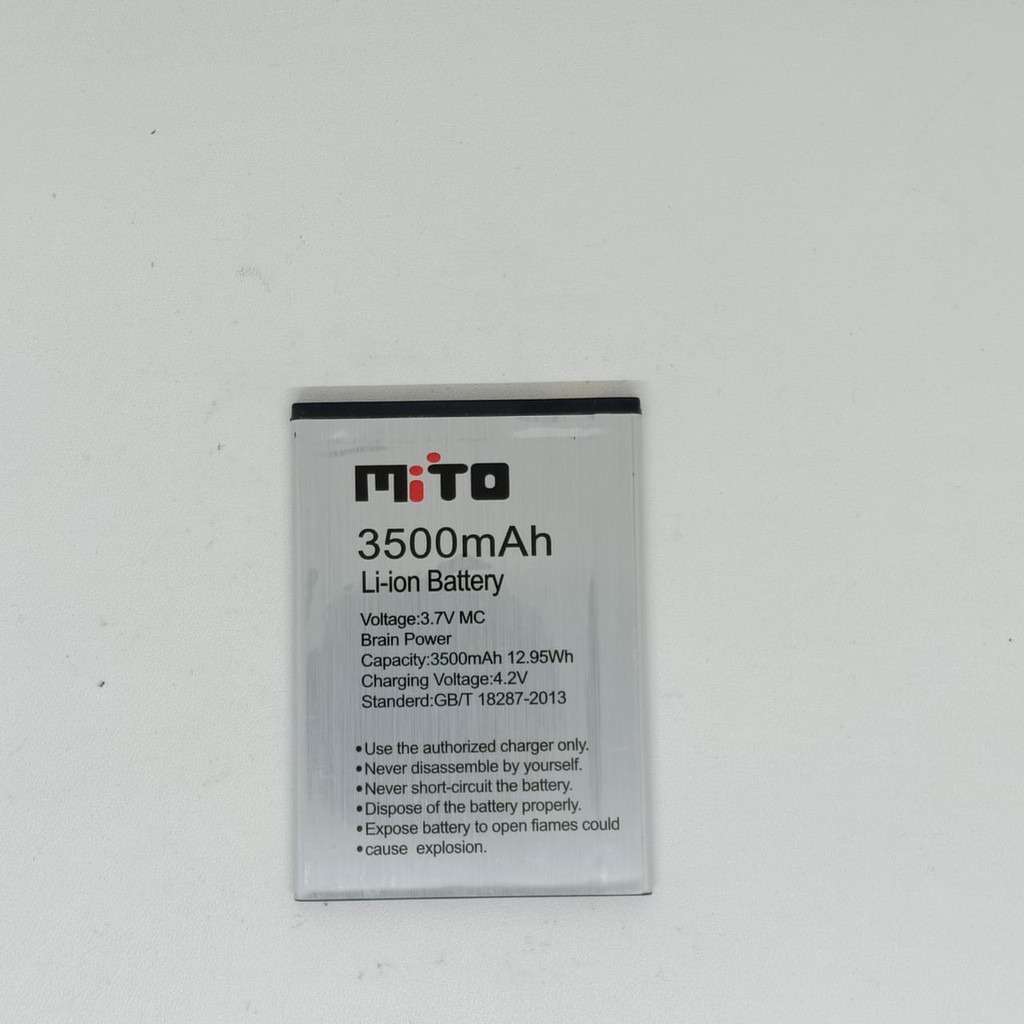 MiTO
3500mAh
Li-ion Battery
Voltage:3.7V MC
Brain Power
Capacity:3500mAh 12.95Wh
Charging Voltage:4.2V
Standerd:GB/T 18287-2013
•Use the authorized charger only.
•Never disassemble by yourself.
•Never short-circuit the battery.
•Dispose of the battery properly.
•Expose battery to open fiames could
•cause explosion.